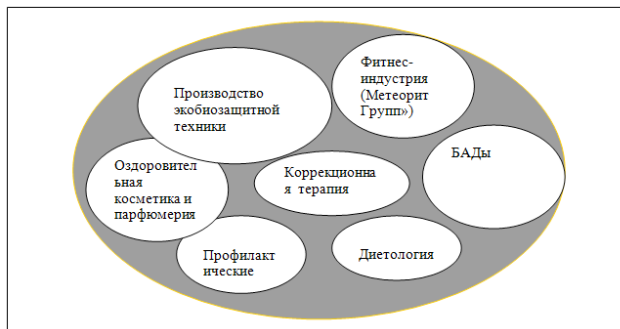 Производство
экобиозащитной
техники
Фитнес-
индустрия
(Метеорит
Групп»)
БАДы
Оздоровител
ьная
косметика и
парфюмерия
Коррекционна
я терапия
Профилакт
ические
Диетология